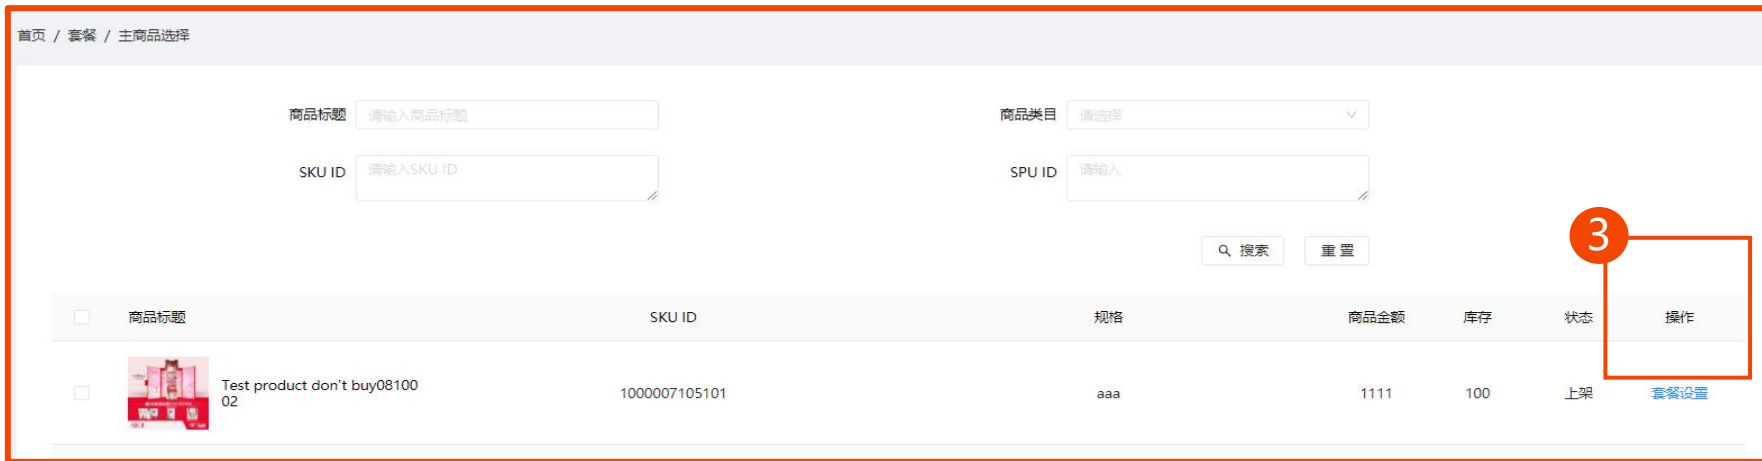 首页 / 套餐 / 主商品选择
商品标题 请输入商品标题 商品类目 请选择
SKU ID 请输入SKU ID SPU ID 请输入
搜索 重置
3
商品标题 SKU ID 规格 商品金额 库存 状态 操作
Test product don't buy08100
02
1000007105101 aaa 1111 100 上架 套餐设置